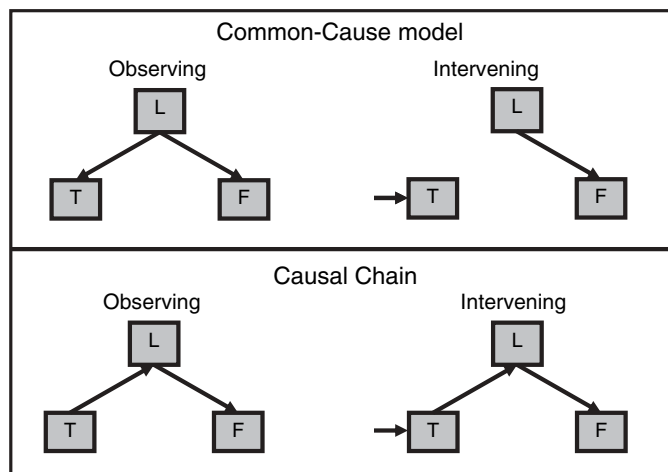 Common-Cause model
Observing Intervening
L L
T F T F
Causal Chain
Observing Intervening
L L
T F T F